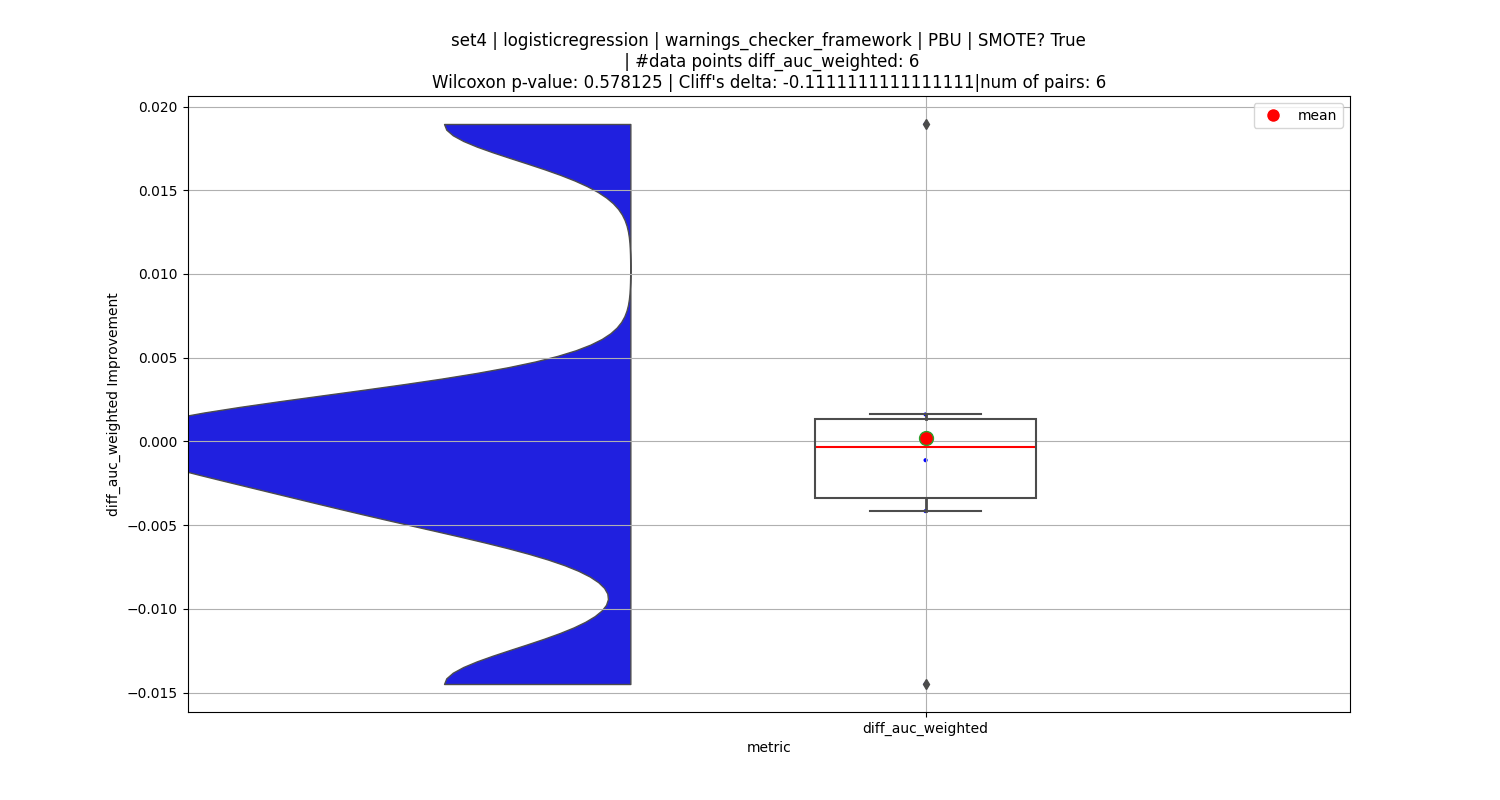 set4 | logisticregression | warnings_checker_framework | PBU | SMOTE? True
| #data points diff_auc_weighted: 6
Wilcoxon p-value: 0.578125 | Cliff's delta: -0.1111111111111111|num of pairs: 6
mean
0.020
0.015
0.010
0.005
0.000
−0.005
−0.010
−0.015
diff_auc_weighted Improvement
diff_auc_weighted
metric